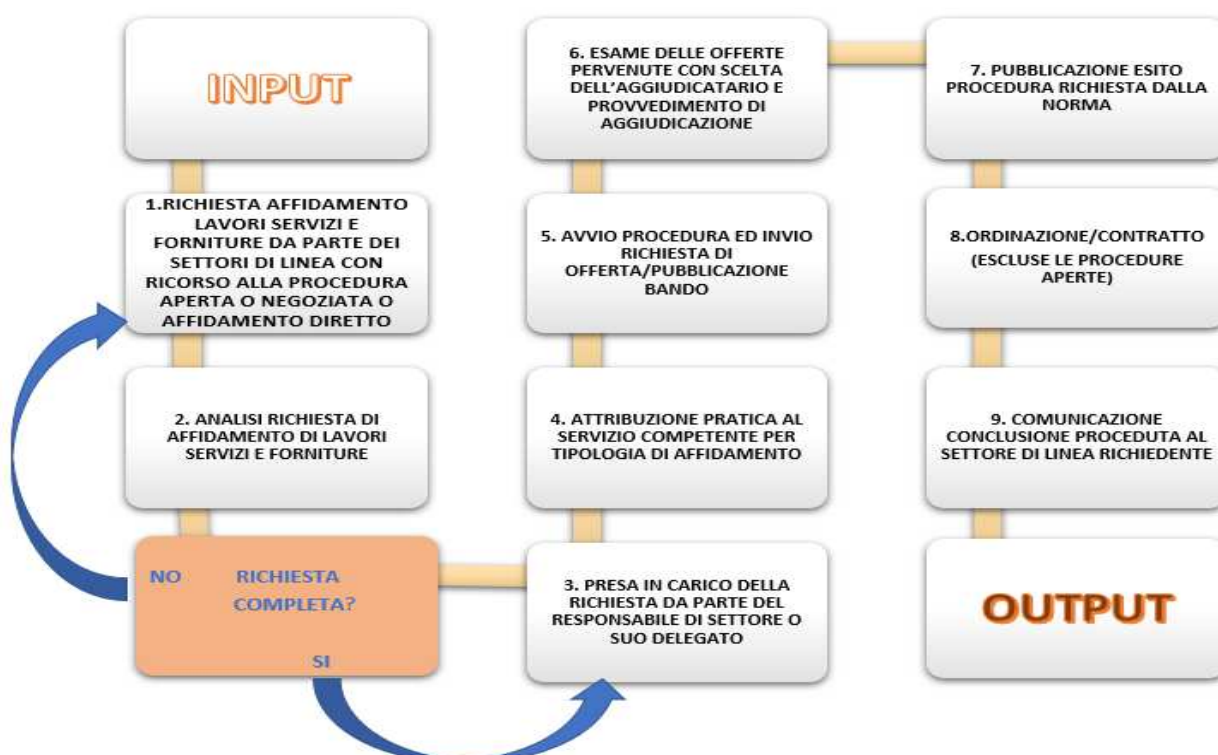 INPUT
1.RICHIESTA AFFIDAMENTO
LAVORI SERVIZI E
FORNITURE DA PARTE DEI
SETTORI DI LINEA CON
RICORSO ALLA PROCEDURA
APERTA O NEGOZIATA O
AFFIDAMENTO DIRETTO
2. ANALISI RICHIESTA DI
AFFIDAMENTO DI LAVORI
SERVIZI E FORNITURE
NO RICHIESTA
COMPLETA?
SI
3. PRESA IN CARICO DELLA
RICHIESTA DA PARTE DEL
RESPONSABILE DI SETTORE O
SUO DELEGATO
4. ATTRIBUZIONE PRATICA AL
SERVIZIO COMPETENTE PER
TIPOLOGIA DI AFFIDAMENTO
5. AVVIO PROCEDURA ED INVIO
RICHIESTA DI
OFFERTA/PUBBLICAZIONE
BANDO
6. ESAME DELLE OFFERTE
PERVENUTE CON SCELTA
DELL’AGGIUDICATARIO E
PROVVEDIMENTO DI
AGGIUDICAZIONE
7. PUBBLICAZIONE ESITO
PROCEDURA RICHIESTA DALLA
NORMA
8.ORDINAZIONE/CONTRATTO
(ESCLUSE LE PROCEDURE
APERTE)
9. COMUNICAZIONE
CONCLUSIONE PROCEDUTA AL
SETTORE DI LINEA RICHIEDENTE
OUTPUT